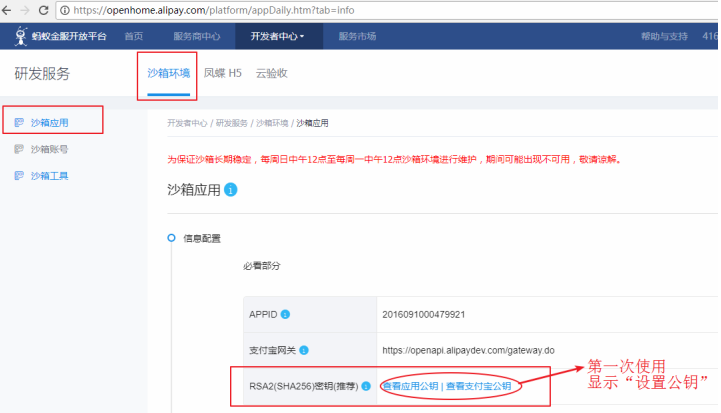 https://openhome.alipay.com/platform/appDaily.htm?tab=info
蚂蚁金服开放平台 首页 服务商中心 开发者中心 服务市场 帮助与支持 416
研发服务 沙箱环境 凤蝶 H5 云验收
沙箱应用
沙箱账号
沙箱工具
开发者中心 / 研发服务 / 沙箱环境 / 沙箱应用
为保证沙箱长期稳定，每周日中午12点至每周一中午12点沙箱环境进行维护，期间可能出现不可用，敬请谅解。
沙箱应用
信息配置
必看部分
APPID 2016091000479921
支付宝网关 https://openapi.alipaydev.com/gateway.do
RSA2(SHA256)密钥(推荐) 查看应用公钥 | 查看支付宝公钥
第一次使用
显示“设置公钥”